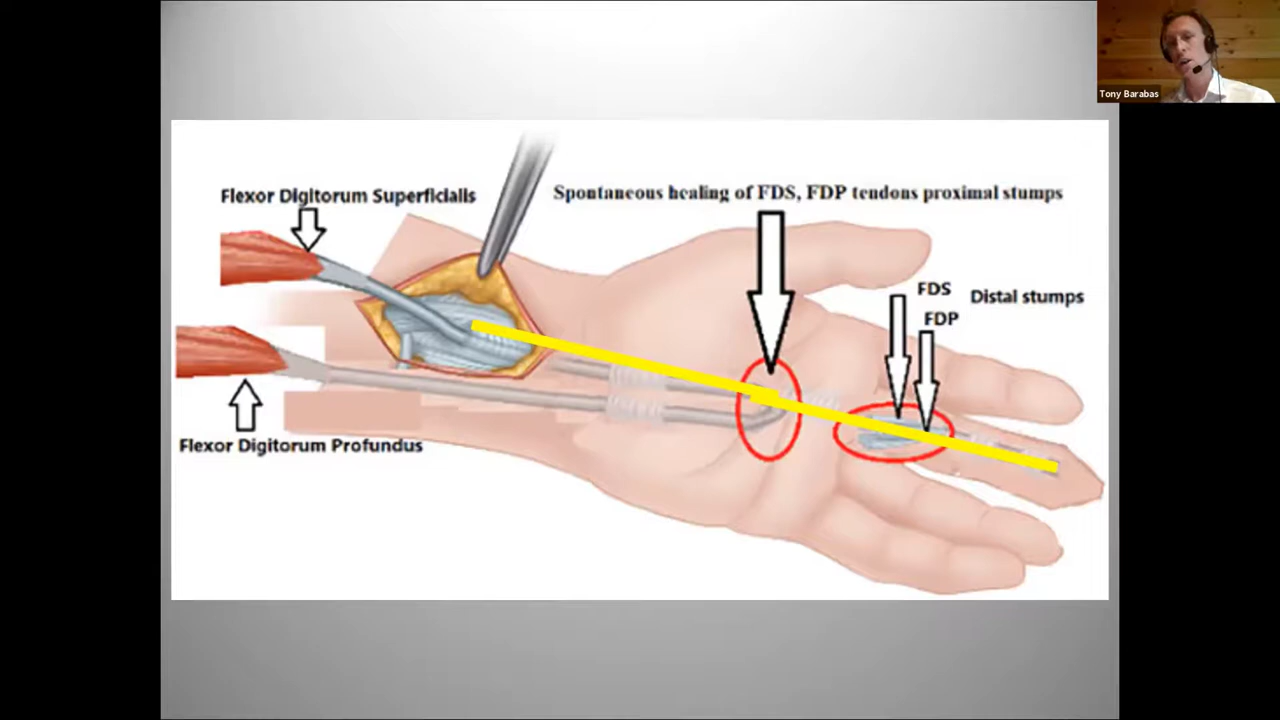 Tony Barabas
Flexor Digitorum Superficialis
Spontaneous healing of FDS, FDP tendons proximal stumps
FDS
Distal stumps
FDP
Flexor Digitorum Profundus